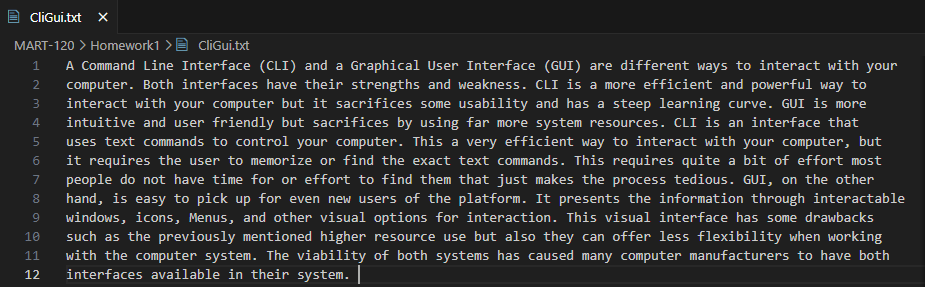 CliGui.txt
MART-120 > Homework1 > CliGui.txt
1 A Command Line Interface (CLI) and a Graphical User Interface (GUI) are different ways to interact with your
2 computer. Both interfaces have their strengths and weakness. CLI is a more efficient and powerful way to
3 interact with your computer but it sacrifices some usability and has a steep learning curve. GUI is more
4 intuitive and user friendly but sacrifices by using far more system resources. CLI is an interface that
5 uses text commands to control your computer. This a very efficient way to interact with your computer, but
6 it requires the user to memorize or find the exact text commands. This requires quite a bit of effort most
7 people do not have time for or effort to find them that just makes the process tedious. GUI, on the other
8 hand, is easy to pick up for even new users of the platform. It presents the information through interactable
9 windows, icons, Menus, and other visual options for interaction. This visual interface has some drawbacks
10 such as the previously mentioned higher resource use but also they can offer less flexibility when working
11 with the computer system. The viability of both systems has caused many computer manufacturers to have both
12 interfaces available in their system.